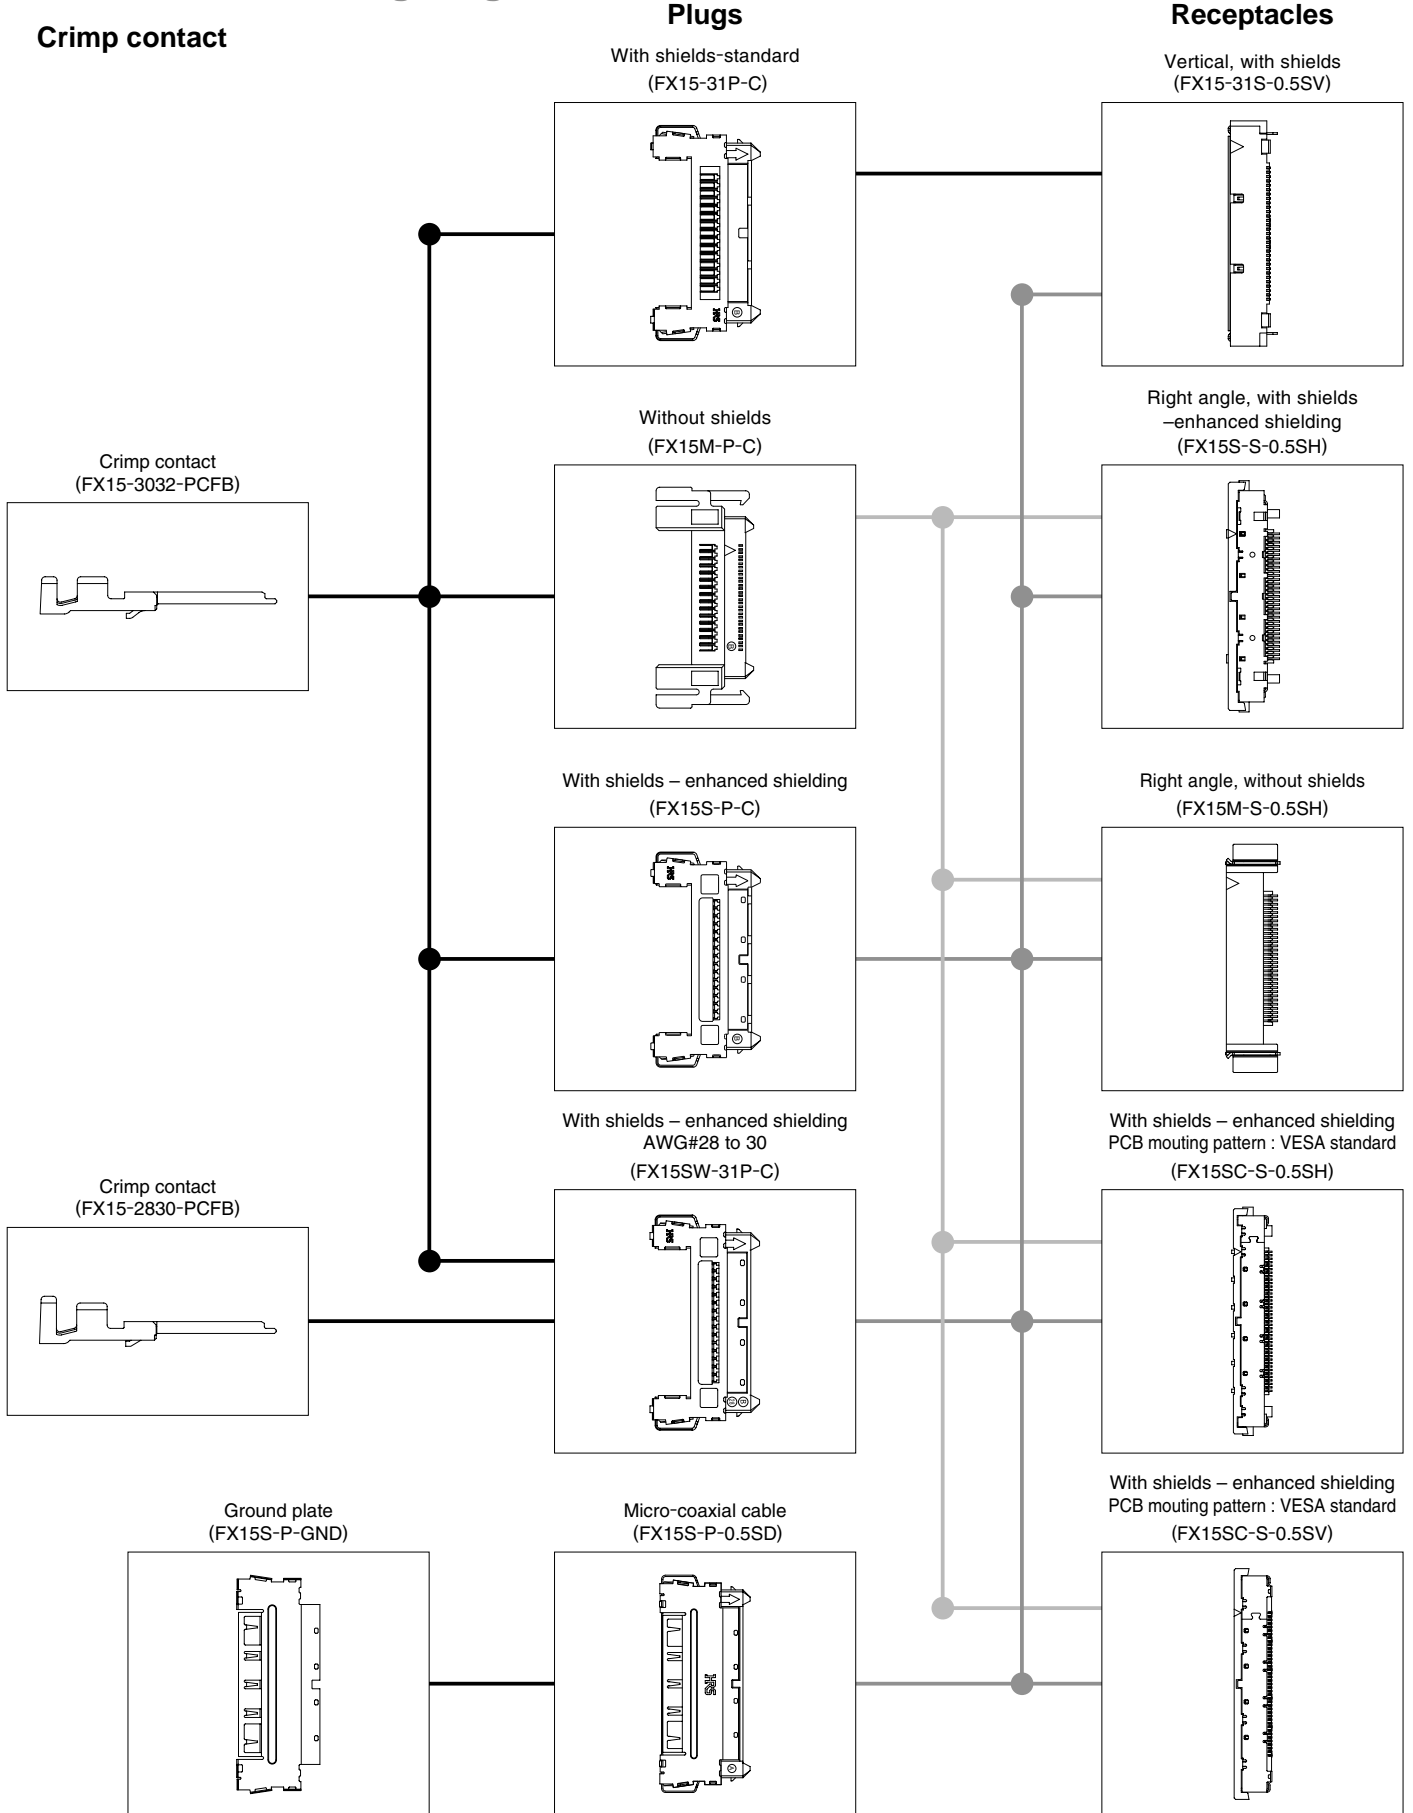 Crimp contact
Plugs
Receptacles
With shields-standard
(FX15-31P-C)
Vertical, with shields
(FX15-31S-0.5SV)
HRS
B
Without shields
(FX15M-P-C)
Right angle, with shields
–enhanced shielding
(FX15S-S-0.5SH)
Crimp contact
(FX15-3032-PCFB)
With shields – enhanced shielding
(FX15S-P-C)
Right angle, without shields
(FX15M-S-0.5SH)
HRS
With shields – enhanced shielding
AWG#28 to 30
(FX15SW-31P-C)
With shields – enhanced shielding
PCB mouting pattern : VESA standard
(FX15SC-S-0.5SH)
Crimp contact
(FX15-2830-PCFB)
HRS
Ground plate
(FX15S-P-GND)
Micro-coaxial cable
(FX15S-P-0.5SD)
With shields – enhanced shielding
PCB mouting pattern : VESA standard
(FX15SC-S-0.5SV)
HRS